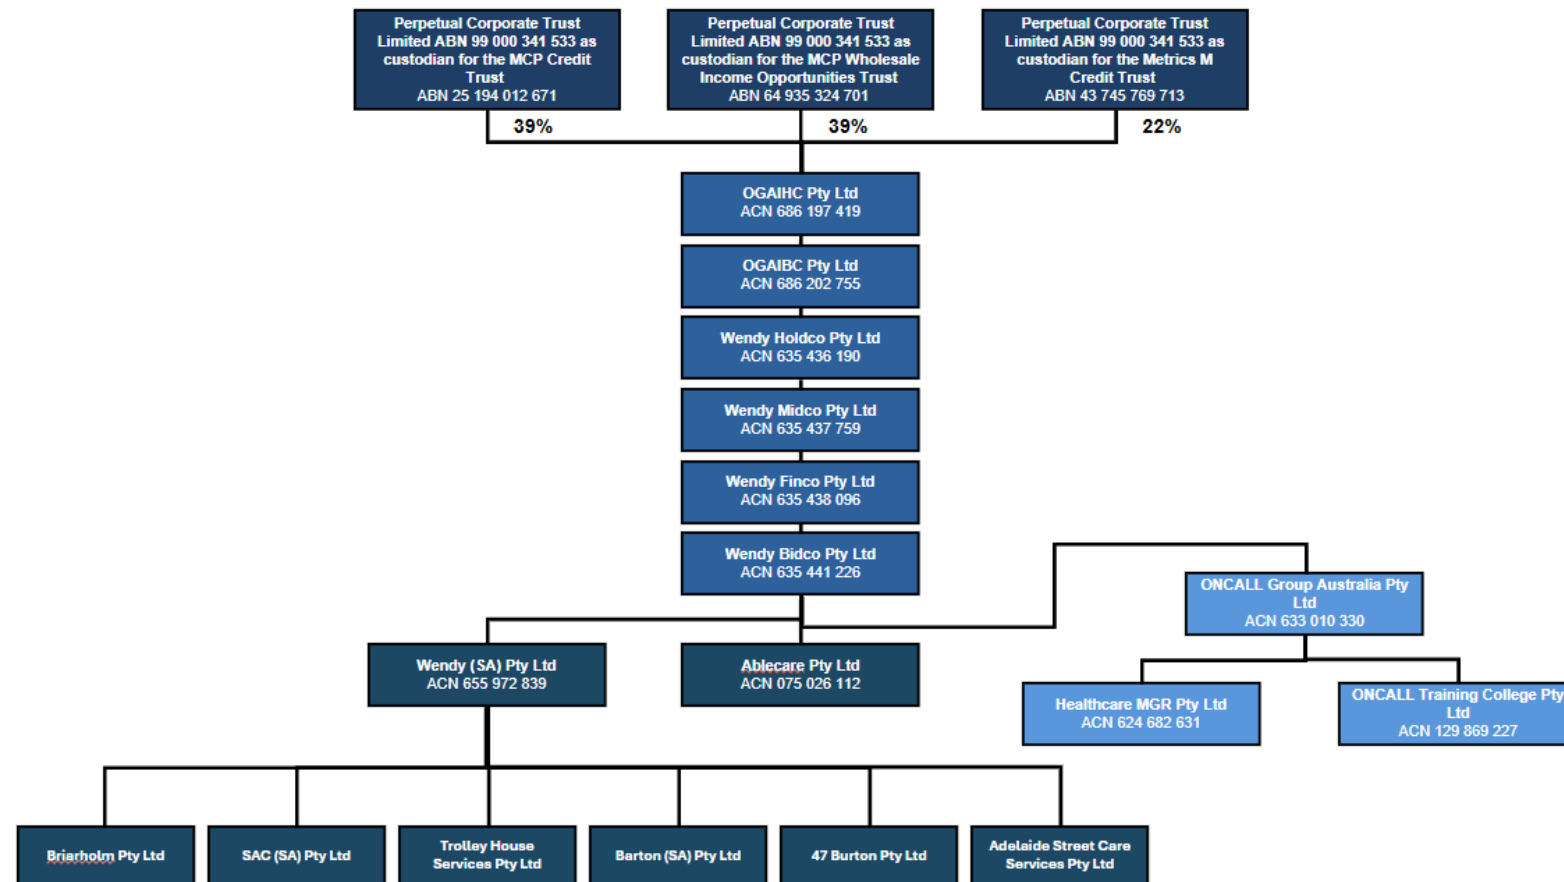 Perpetual Corporate Trust
Limited ABN 99 000 341 533 as
custodian for the MCP Credit
Trust
ABN 25 194 012 671
Perpetual Corporate Trust
Limited ABN 99 000 341 533 as
custodian for the MCP Wholesale
Income Opportunities Trust
ABN 64 935 324 701
Perpetual Corporate Trust
Limited ABN 99 000 341 533 as
custodian for the Metrics M
Credit Trust
ABN 43 745 769 713
39%
39%
22%
OGAIHC Pty Ltd
ACN 686 197 419
OGAIBC Pty Ltd
ACN 686 202 755
Wendy Holdco Pty Ltd
ACN 635 436 190
Wendy Midco Pty Ltd
ACN 635 437 759
Wendy Finco Pty Ltd
ACN 635 438 096
Wendy Bidco Pty Ltd
ACN 635 441 226
ONCALL Group Australia Pty
Ltd
ACN 633 010 330
Wendy (SA) Pty Ltd
ACN 655 972 839
Ablecare Pty Ltd
ACN 075 026 112
Healthcare MGR Pty Ltd
ACN 624 682 631
ONCALL Training College Pty
Ltd
ACN 129 869 227
Briarholm Pty Ltd
SAC (SA) Pty Ltd
Trolley House
Services Pty Ltd
Barton (SA) Pty Ltd
47 Burton Pty Ltd
Adelaide Street Care
Services Pty Ltd